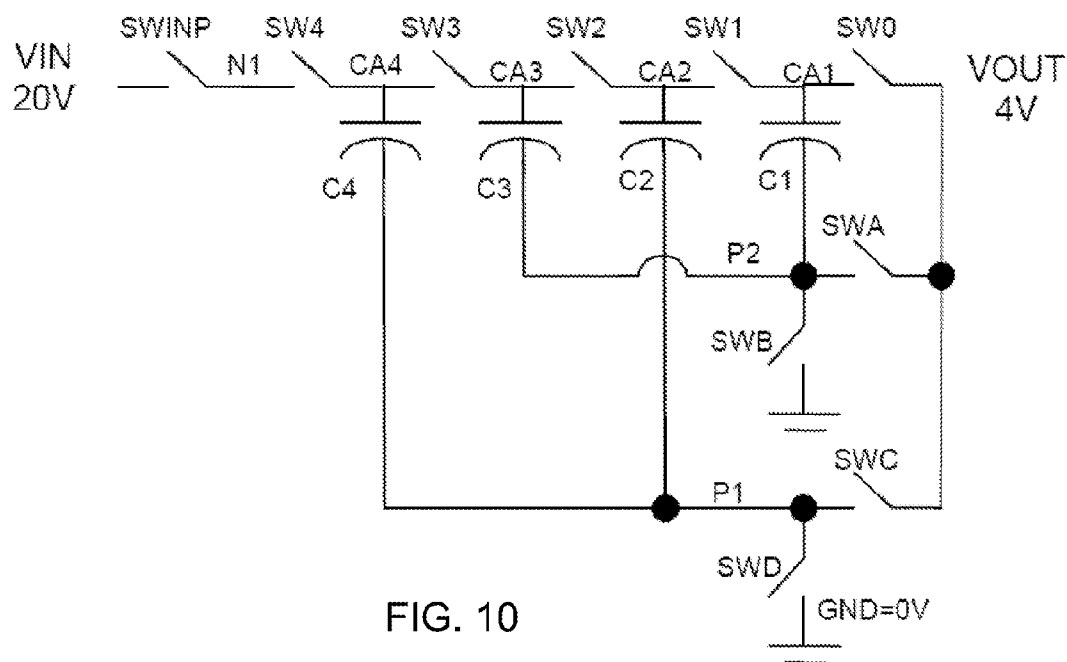 SWINP SW4 SW3 SW2 SW1 SW0
VIN
20V
N1 CA4 CA3 CA2 CA1
VOUT
4V
C4 C3 C2 C1
SWA
P2
SWB
SWC
P1
SWD
GND=0V
FIG. 10